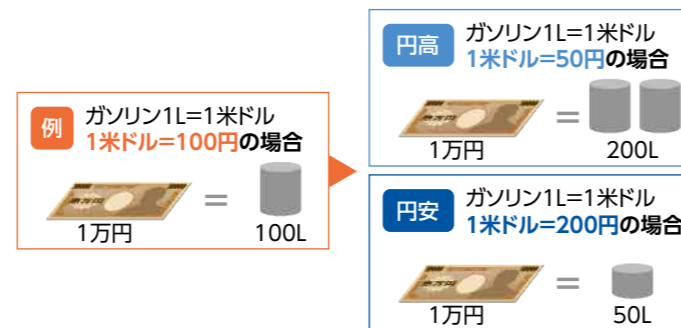 例
ガソリン1L=1米ドル
1米ドル=100円の場合
=
1万円
100L
円高
ガソリン1L=1米ドル
1米ドル=50円の場合
=
1万円
200L
円安
ガソリン1L=1米ドル
1米ドル=200円の場合
=
1万円
50L